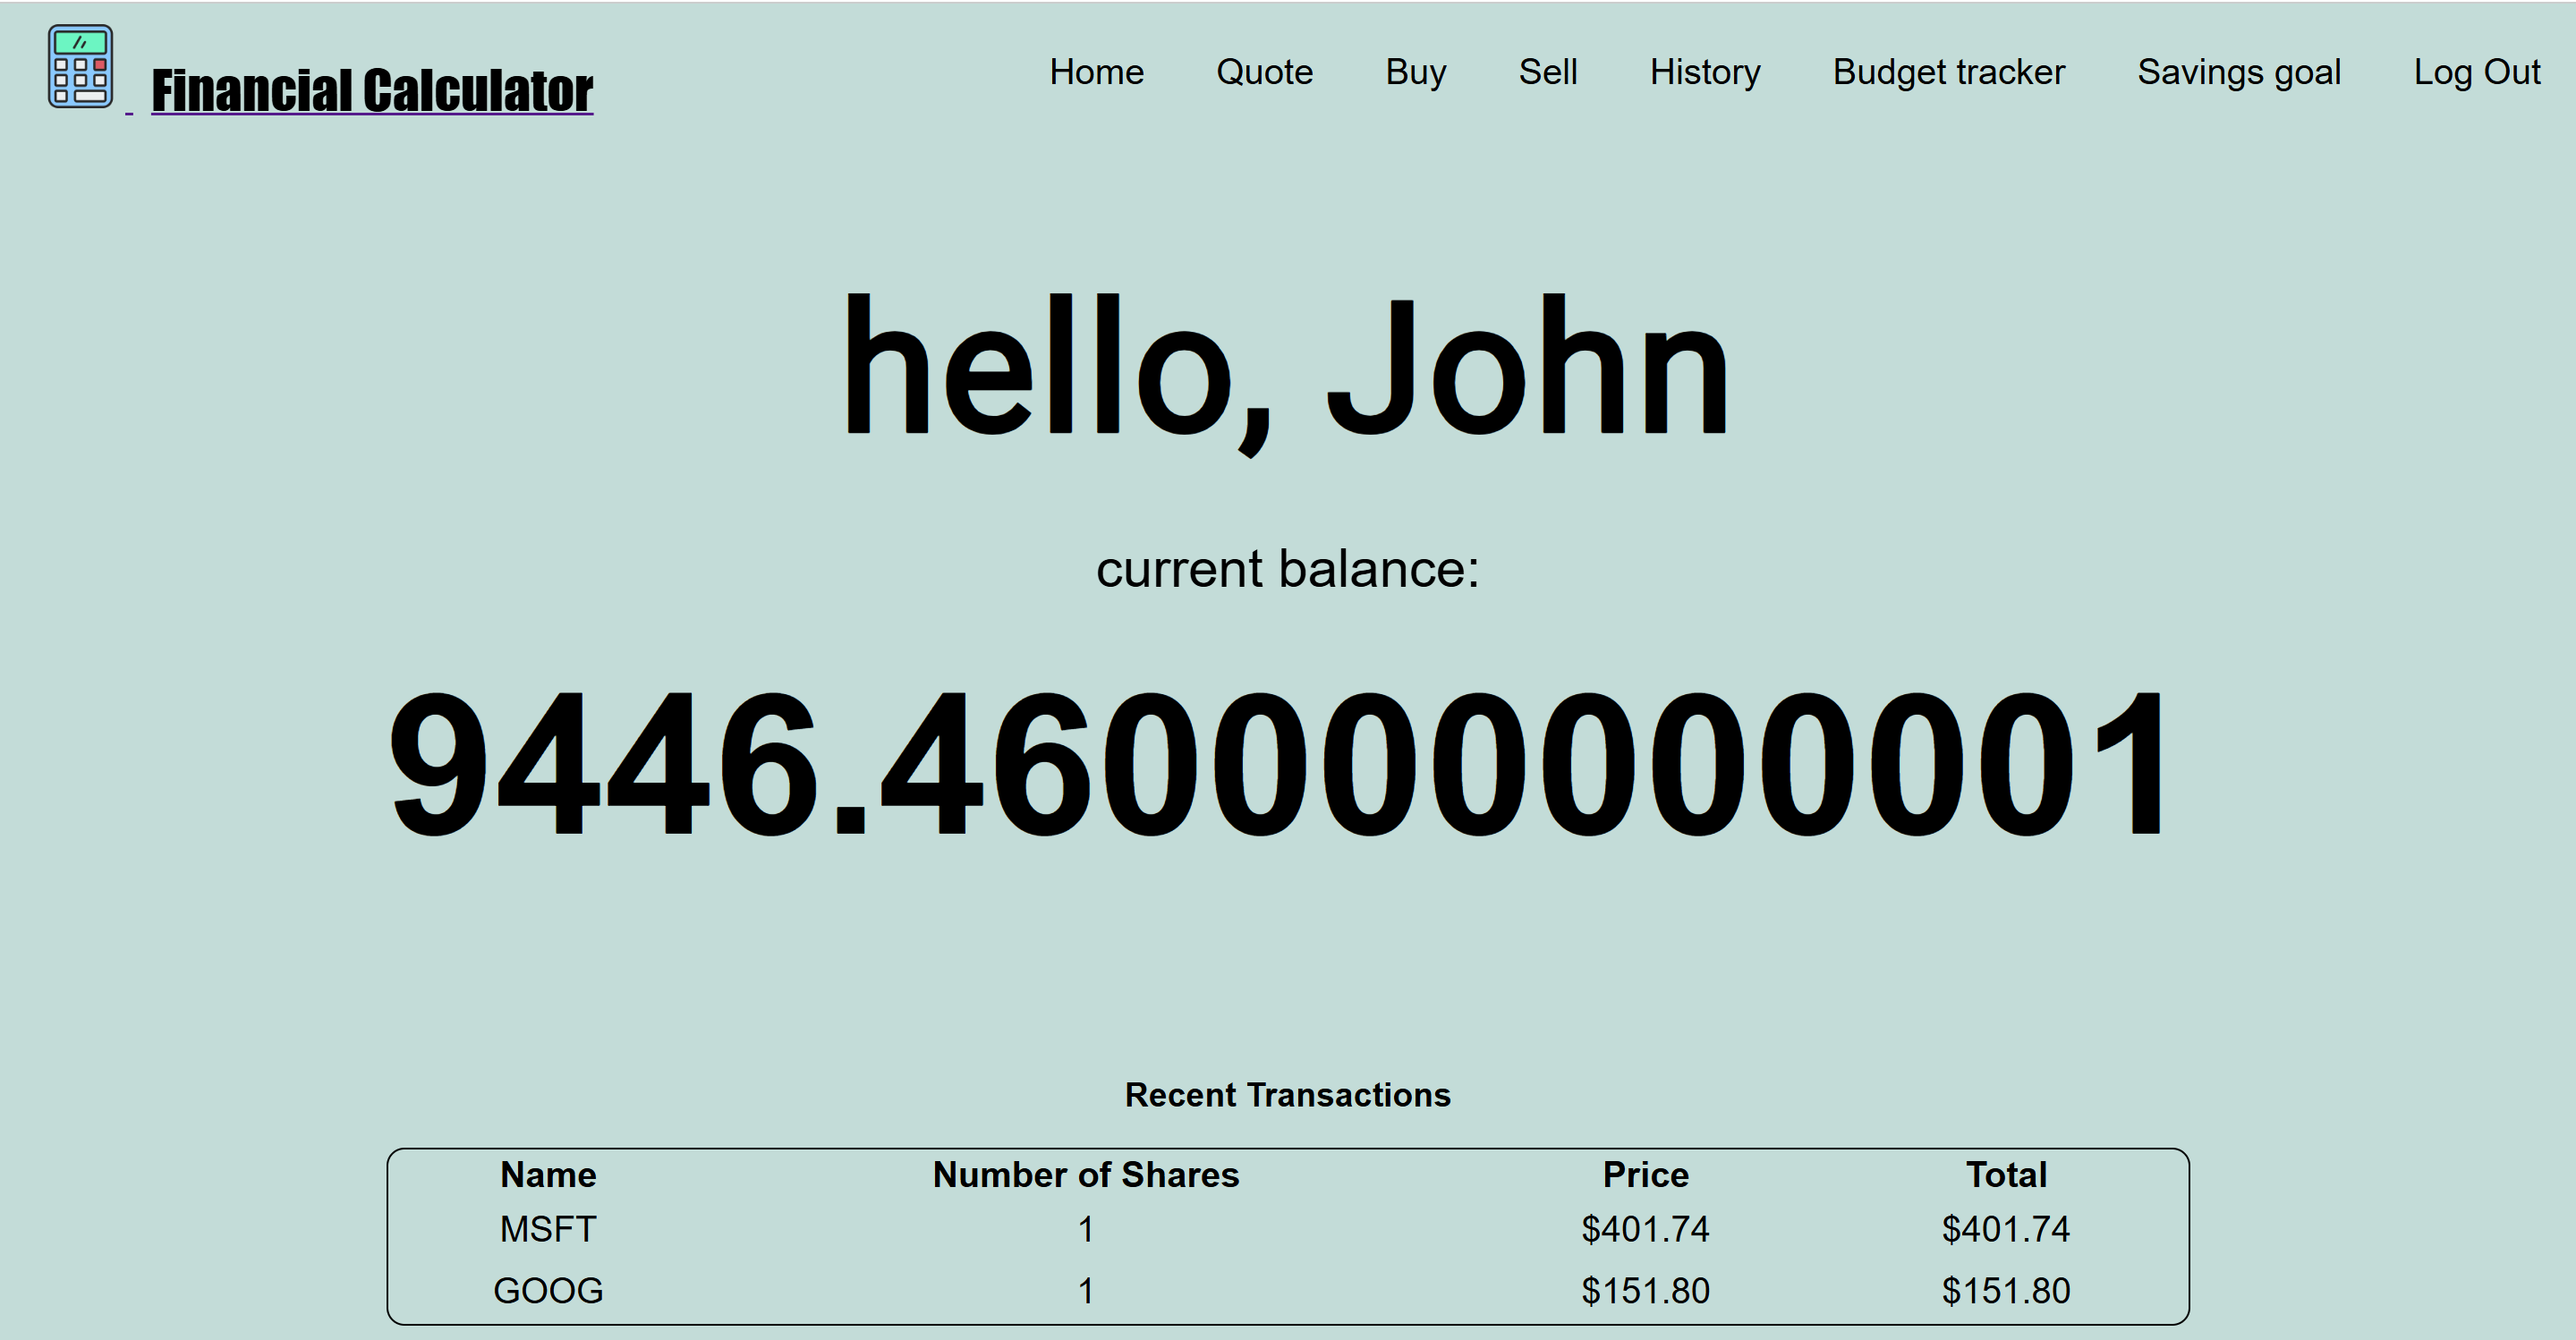 Financial Calculator Home Quote Buy Sell History Budget tracker Savings goal Log Out
hello, John
current balance:
9446.460000000001
Recent Transactions
Name Number of Shares Price Total
MSFT 1 $401.74 $401.74
GOOG 1 $151.80 $151.80